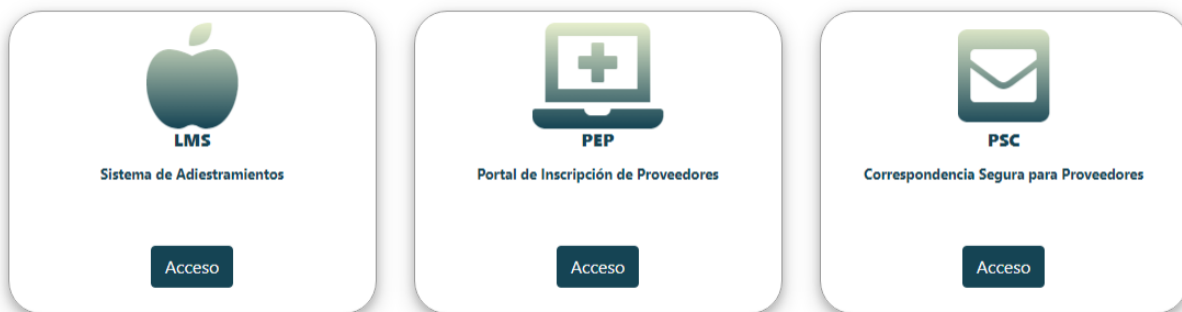 LMS
Sistema de Adiestramientos
Acceso
PEP
Portal de Inscripción de Proveedores
Acceso
PSC
Correspondencia Segura para Proveedores
Acceso